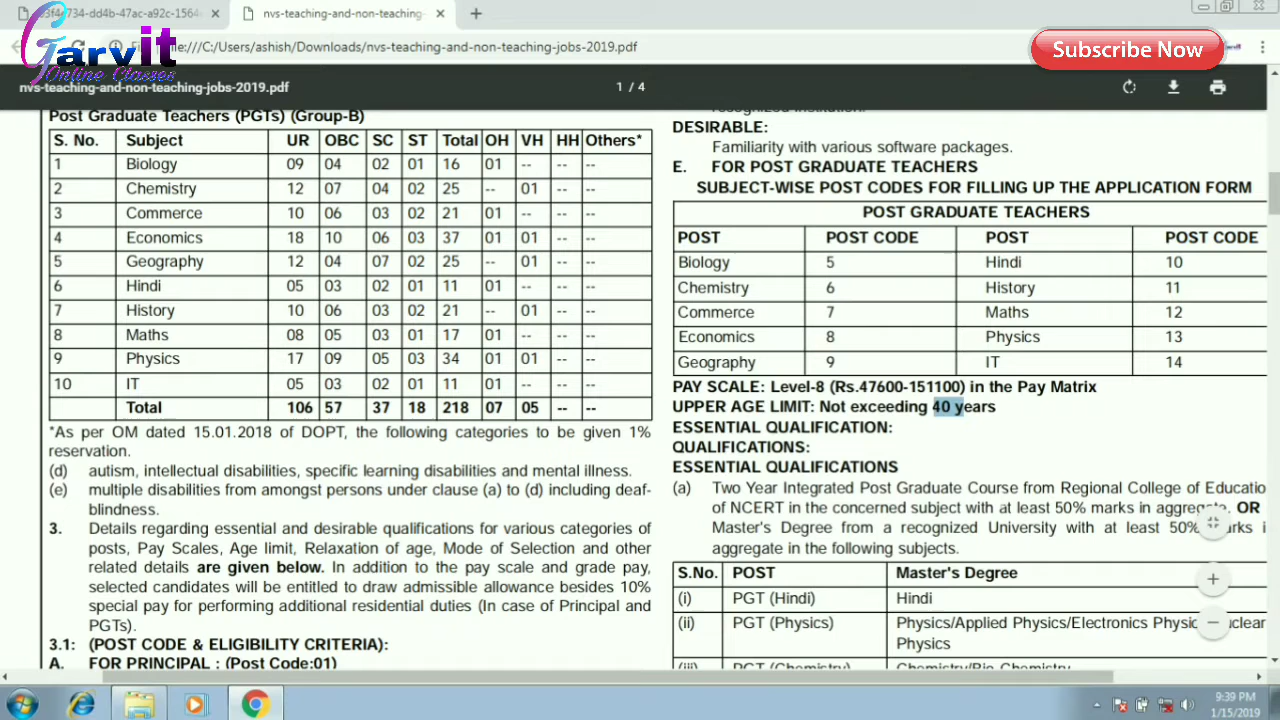 3f4e734-dbb4-47ac-a92c-1564
nvs-teaching-and-non-teaching-
Garvit
Online Classes
///C:/Users/ashish/Downloads/nvs-teaching-and-non-teaching-jobs-2019.pdf
Subscribe Now
nvs-teaching-and-non-teaching-jobs-2019.pdf
1 / 4
Post Graduate Teachers (PGTs) (Group-B)
S. No. Subject UR OBC SC ST Total OH VH HH Others*
1 Biology 09 04 02 01 16 01 -- -- --
2 Chemistry 12 07 04 02 25 -- 01 -- --
3 Commerce 10 06 03 02 21 01 -- -- --
4 Economics 18 10 06 03 37 01 01 -- --
5 Geography 12 04 07 02 25 -- 01 -- --
6 Hindi 05 03 02 01 11 01 -- -- --
7 History 10 06 03 02 21 -- 01 -- --
8 Maths 08 05 03 01 17 01 -- -- --
9 Physics 17 09 05 03 34 01 01 -- --
10 IT 05 03 02 01 11 01 -- -- --
Total 106 57 37 18 218 07 05 -- --
*As per OM dated 15.01.2018 of DOPT, the following categories to be given 1%
reservation.
(d) autism, intellectual disabilities, specific learning disabilities and mental illness.
(e) multiple disabilities from amongst persons under clause (a) to (d) including deaf-
blindness.
3. Details regarding essential and desirable qualifications for various categories of
posts, Pay Scales, Age limit, Relaxation of age, Mode of Selection and other
related details are given below. In addition to the pay scale and grade pay,
selected candidates will be entitled to draw admissible allowance besides 10%
special pay for performing additional residential duties (In case of Principal and
PGTs).
3.1: (POST CODE & ELIGIBILITY CRITERIA):
A. FOR PRINCIPAL : (Post Code:01)
recognized institution.
DESIRABLE:
Familiarity with various software packages.
E. FOR POST GRADUATE TEACHERS
SUBJECT-WISE POST CODES FOR FILLING UP THE APPLICATION FORM
POST GRADUATE TEACHERS
POST POST CODE POST POST CODE
Biology 5 Hindi 10
Chemistry 6 History 11
Commerce 7 Maths 12
Economics 8 Physics 13
Geography 9 IT 14
PAY SCALE: Level-8 (Rs.47600-151100) in the Pay Matrix
UPPER AGE LIMIT: Not exceeding 40 years
ESSENTIAL QUALIFICATION:
QUALIFICATIONS:
ESSENTIAL QUALIFICATIONS
(a) Two Year Integrated Post Graduate Course from Regional College of Educatio
of NCERT in the concerned subject with at least 50% marks in aggregate. OR
Master's Degree from a recognized University with at least 50% marks i
aggregate in the following subjects.
S.No. POST Master's Degree
(i) PGT (Hindi) Hindi
(ii) PGT (Physics) Physics/Applied Physics/Electronics Physics/Nuclear
Physics
(iii) PGT (Chemistry) Chemistry/Bio-Chemistry
9:39 PM
1/15/2019